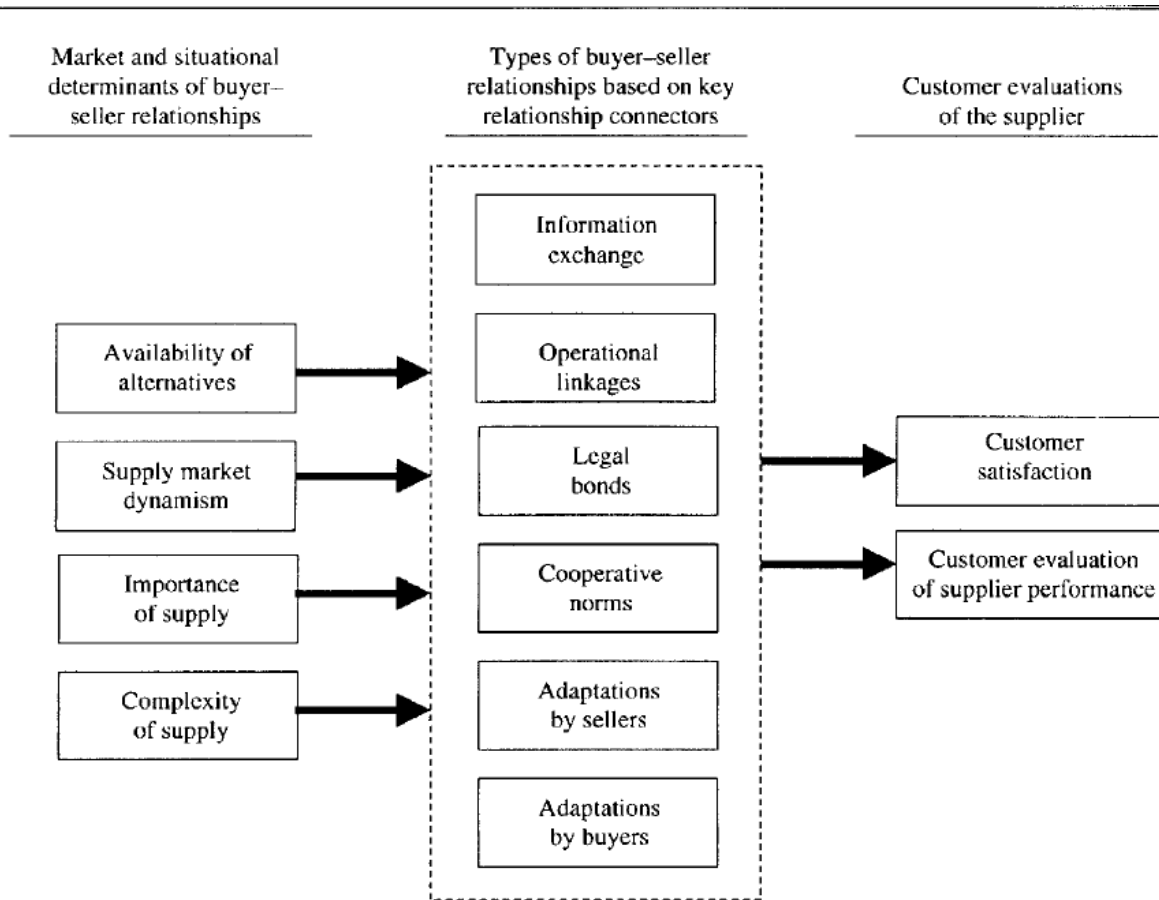 Market and situational
determinants of buyer–
seller relationships
Types of buyer–seller
relationships based on key
relationship connectors
Customer evaluations
of the supplier
Information
exchange
Operational
linkages
Legal
bonds
Cooperative
norms
Adaptations
by sellers
Adaptations
by buyers
Availability of
alternatives
Supply market
dynamism
Importance
of supply
Complexity
of supply
Customer
satisfaction
Customer evaluation
of supplier performance